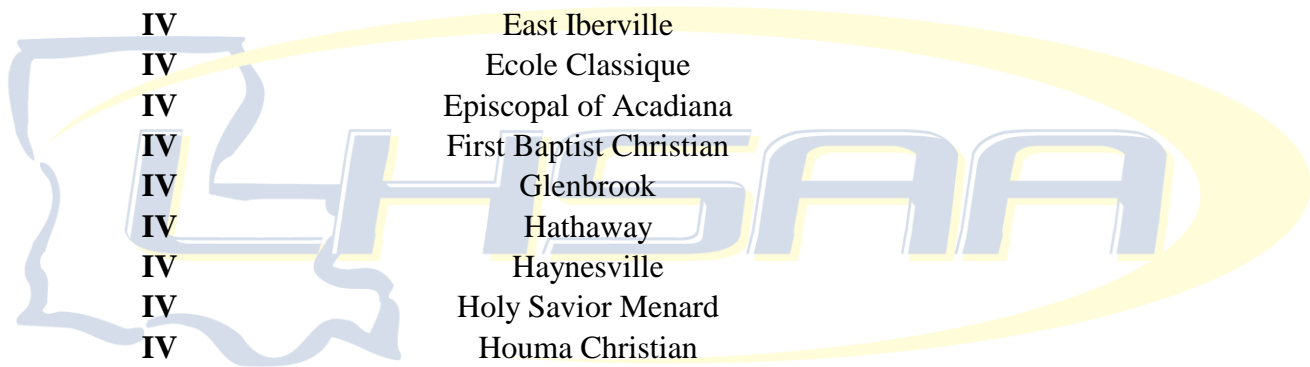 IV East Iberville
IV Ecole Classique
IV Episcopal of Acadiana
IV First Baptist Christian
IV Glenbrook
IV Hathaway
IV Haynesville
IV Holy Savior Menard
IV Houma Christian
LHSAA